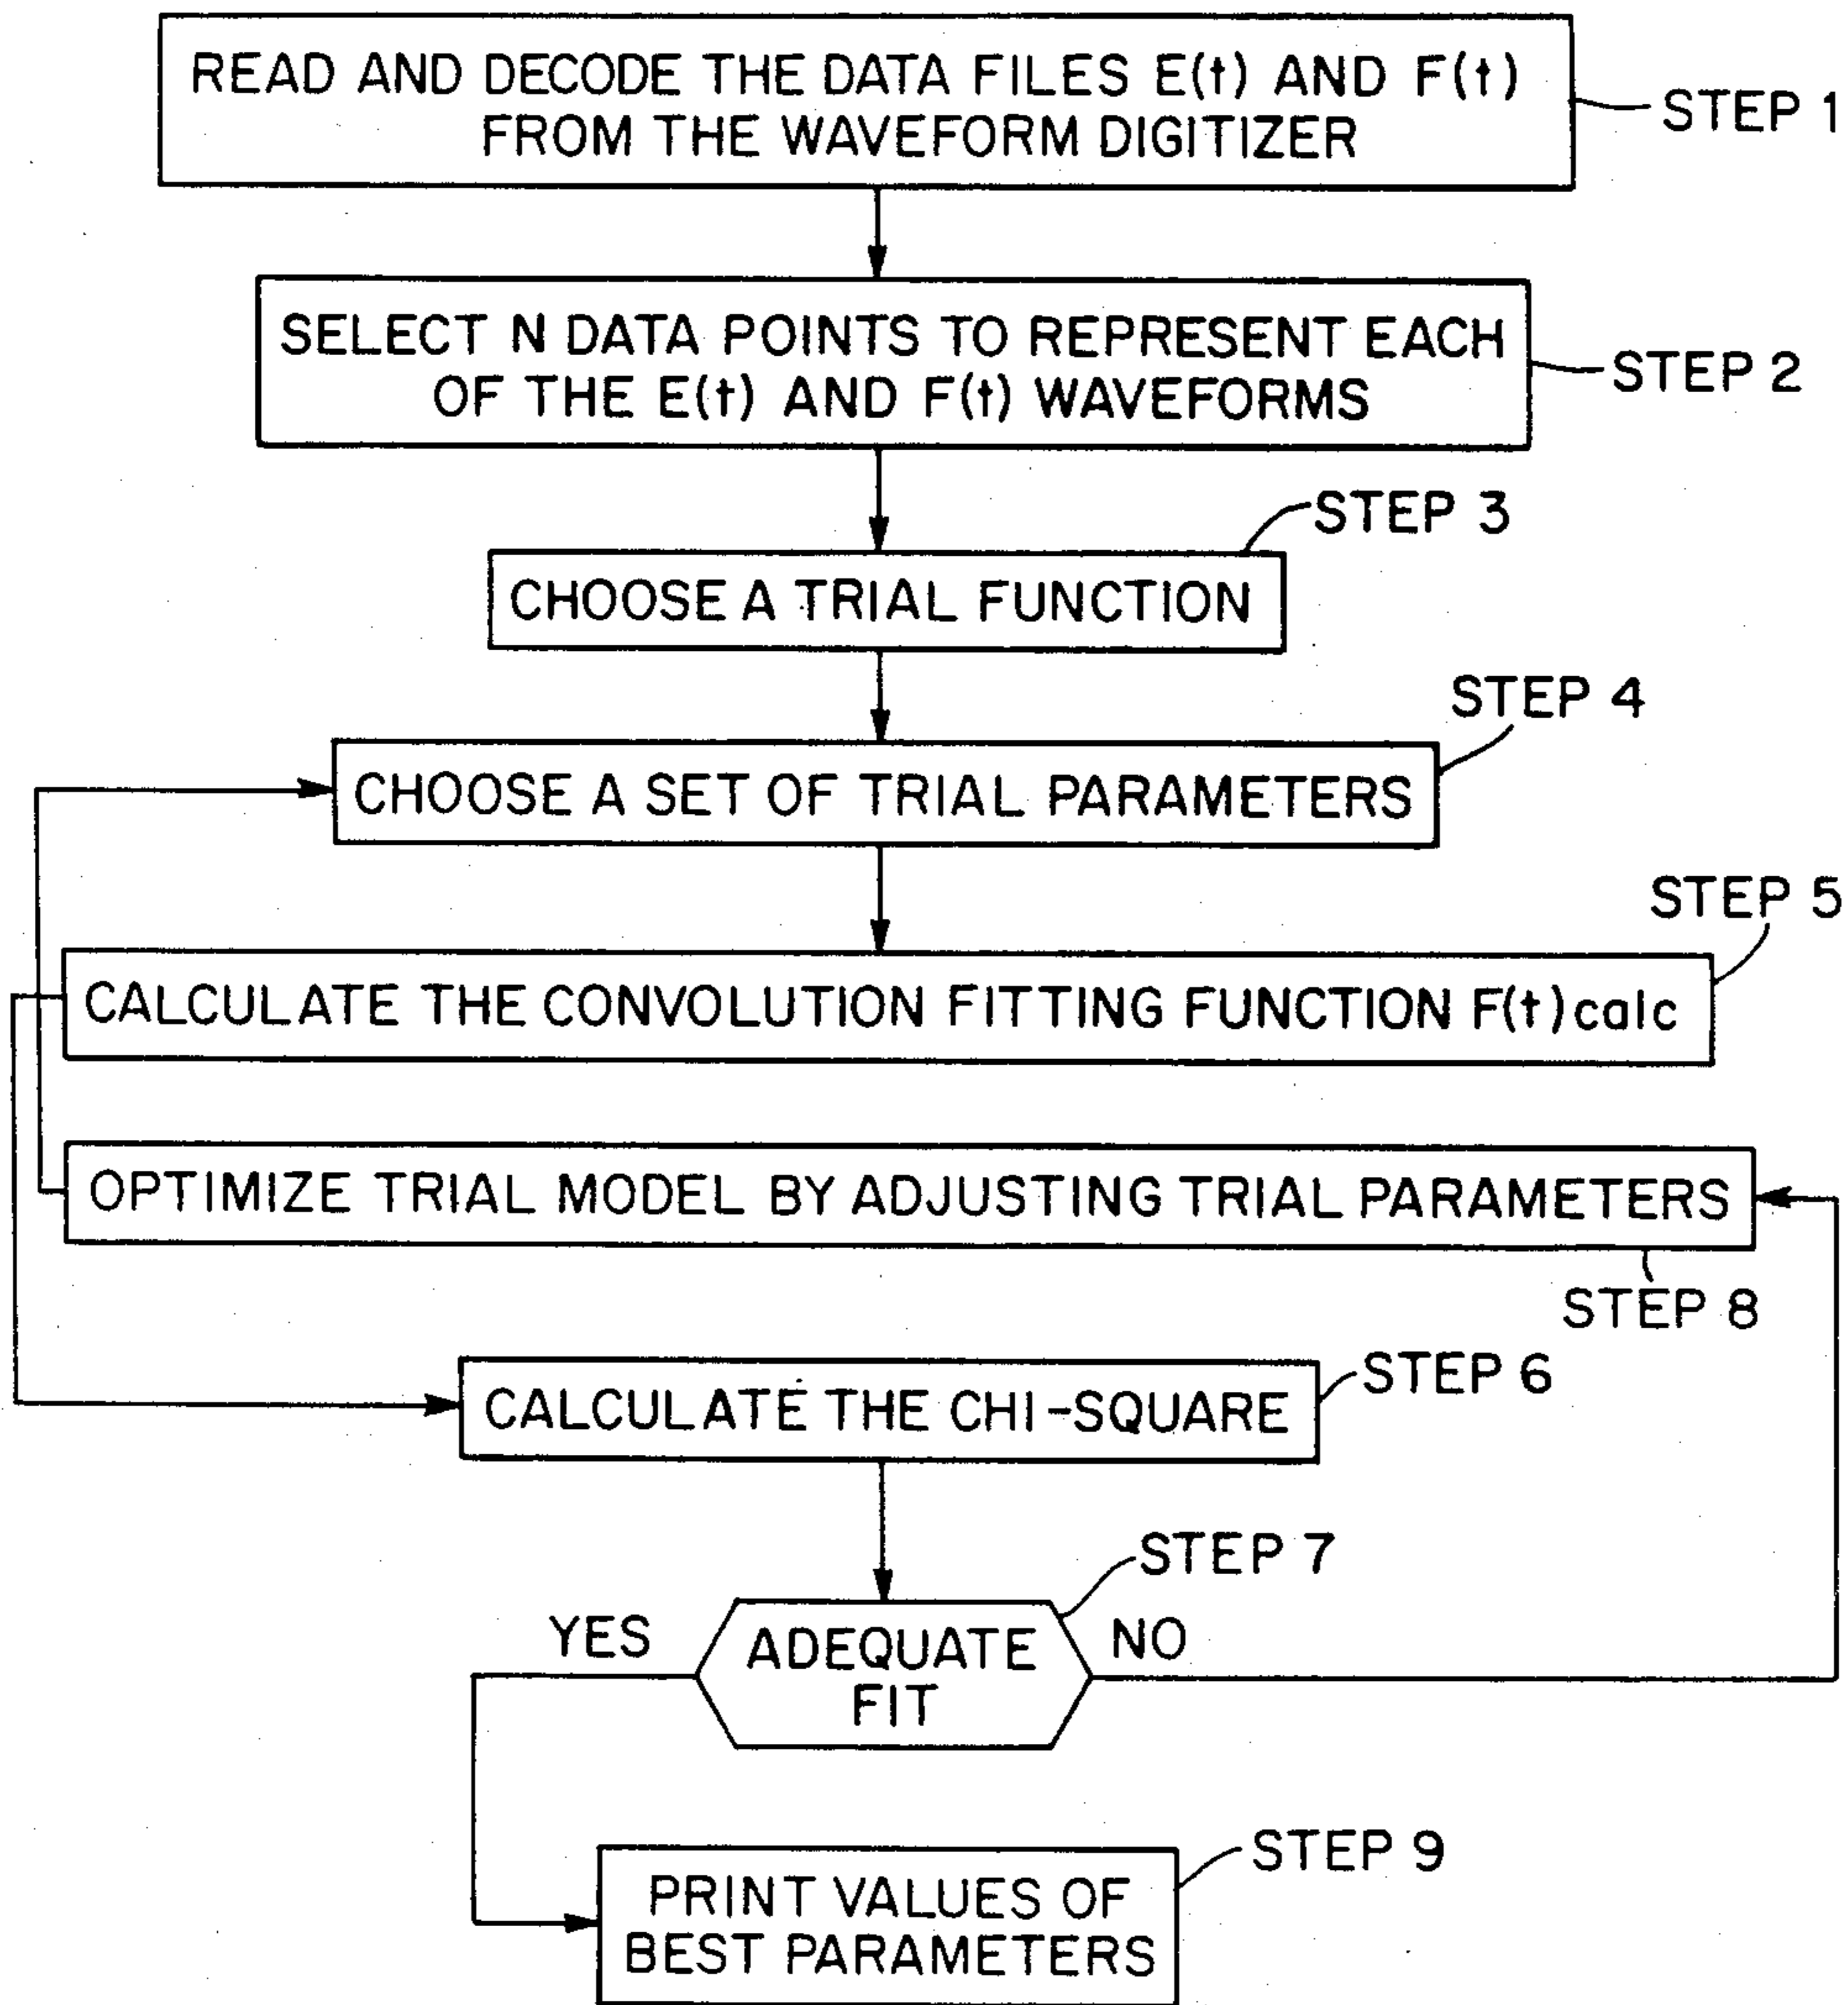 READ AND DECODE THE DATA FILES E(t) AND F(t)
FROM THE WAVEFORM DIGITIZER
STEP 1
SELECT N DATA POINTS TO REPRESENT EACH
OF THE E(t) AND F(t) WAVEFORMS
STEP 2
STEP 3
CHOOSE A TRIAL FUNCTION
STEP 4
CHOOSE A SET OF TRIAL PARAMETERS
STEP 5
CALCULATE THE CONVOLUTION FITTING FUNCTION F(t)calc
OPTIMIZE TRIAL MODEL BY ADJUSTING TRIAL PARAMETERS
STEP 8
STEP 6
CALCULATE THE CHI-SQUARE
STEP 7
YES
ADEQUATE
FIT
NO
STEP 9
PRINT VALUES OF
BEST PARAMETERS